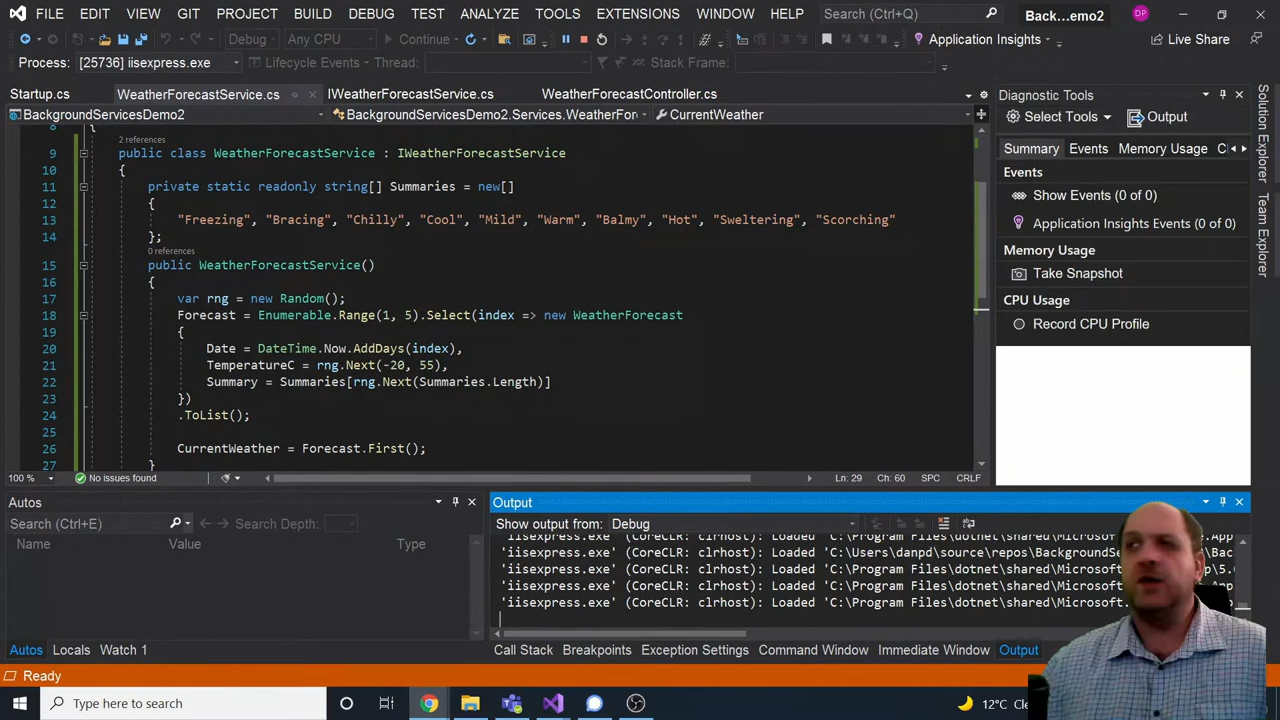 FILE EDIT VIEW GIT PROJECT BUILD DEBUG TEST ANALYZE TOOLS EXTENSIONS WINDOW HELP Search (Ctrl+Q) Back...emo2 DP
Debug Any CPU Continue Application Insights Live Share
Process: [25736] iisexpress.exe Lifecycle Events Thread: Stack Frame:
Startup.cs WeatherForecastService.cs IWeatherForecastService.cs WeatherForecastController.cs
BackgroundServicesDemo2 BackgroundServicesDemo2.Services.WeatherFor CurrentWeather
8 {
2 references
9 public class WeatherForecastService : IWeatherForecastService
10 {
11 private static readonly string[] Summaries = new[]
12 {
13 "Freezing", "Bracing", "Chilly", "Cool", "Mild", "Warm", "Balmy", "Hot", "Sweltering", "Scorching"
14 };
0 references
15 public WeatherForecastService()
16 {
17 var rng = new Random();
18 Forecast = Enumerable.Range(1, 5).Select(index => new WeatherForecast
19 {
20 Date = DateTime.Now.AddDays(index),
21 TemperatureC = rng.Next(-20, 55),
22 Summary = Summaries[rng.Next(Summaries.Length)]
23 })
24 .ToList();
25
26 CurrentWeather = Forecast.First();
27 }
100 % No issues found Ln: 29 Ch: 60 SPC CRLF
Diagnostic Tools
Select Tools Output
Summary Events Memory Usage C
Events
Show Events (0 of 0)
Application Insights Events (0 of 0)
Memory Usage
Take Snapshot
CPU Usage
Record CPU Profile
Solution Explorer
Team Explorer
Autos
Search (Ctrl+E) Search Depth:
Name Value Type
Autos Locals Watch 1
Output
Show output from: Debug
'iisexpress.exe' (CoreCLR: clrhost): Loaded 'C:\Program Files\dotnet\shared\Microsoft.App
'iisexpress.exe' (CoreCLR: clrhost): Loaded 'C:\Users\danpd\source\repos\BackgroundSe
'iisexpress.exe' (CoreCLR: clrhost): Loaded 'C:\Program Files\dotnet\shared\Microsoft
'iisexpress.exe' (CoreCLR: clrhost): Loaded 'C:\Program Files\dotnet\shared\Microsoft
'iisexpress.exe' (CoreCLR: clrhost): Loaded 'C:\Program Files\dotnet\shared\Microsoft
Call Stack Breakpoints Exception Settings Command Window Immediate Window Output
Ready
Type here to search 12°C